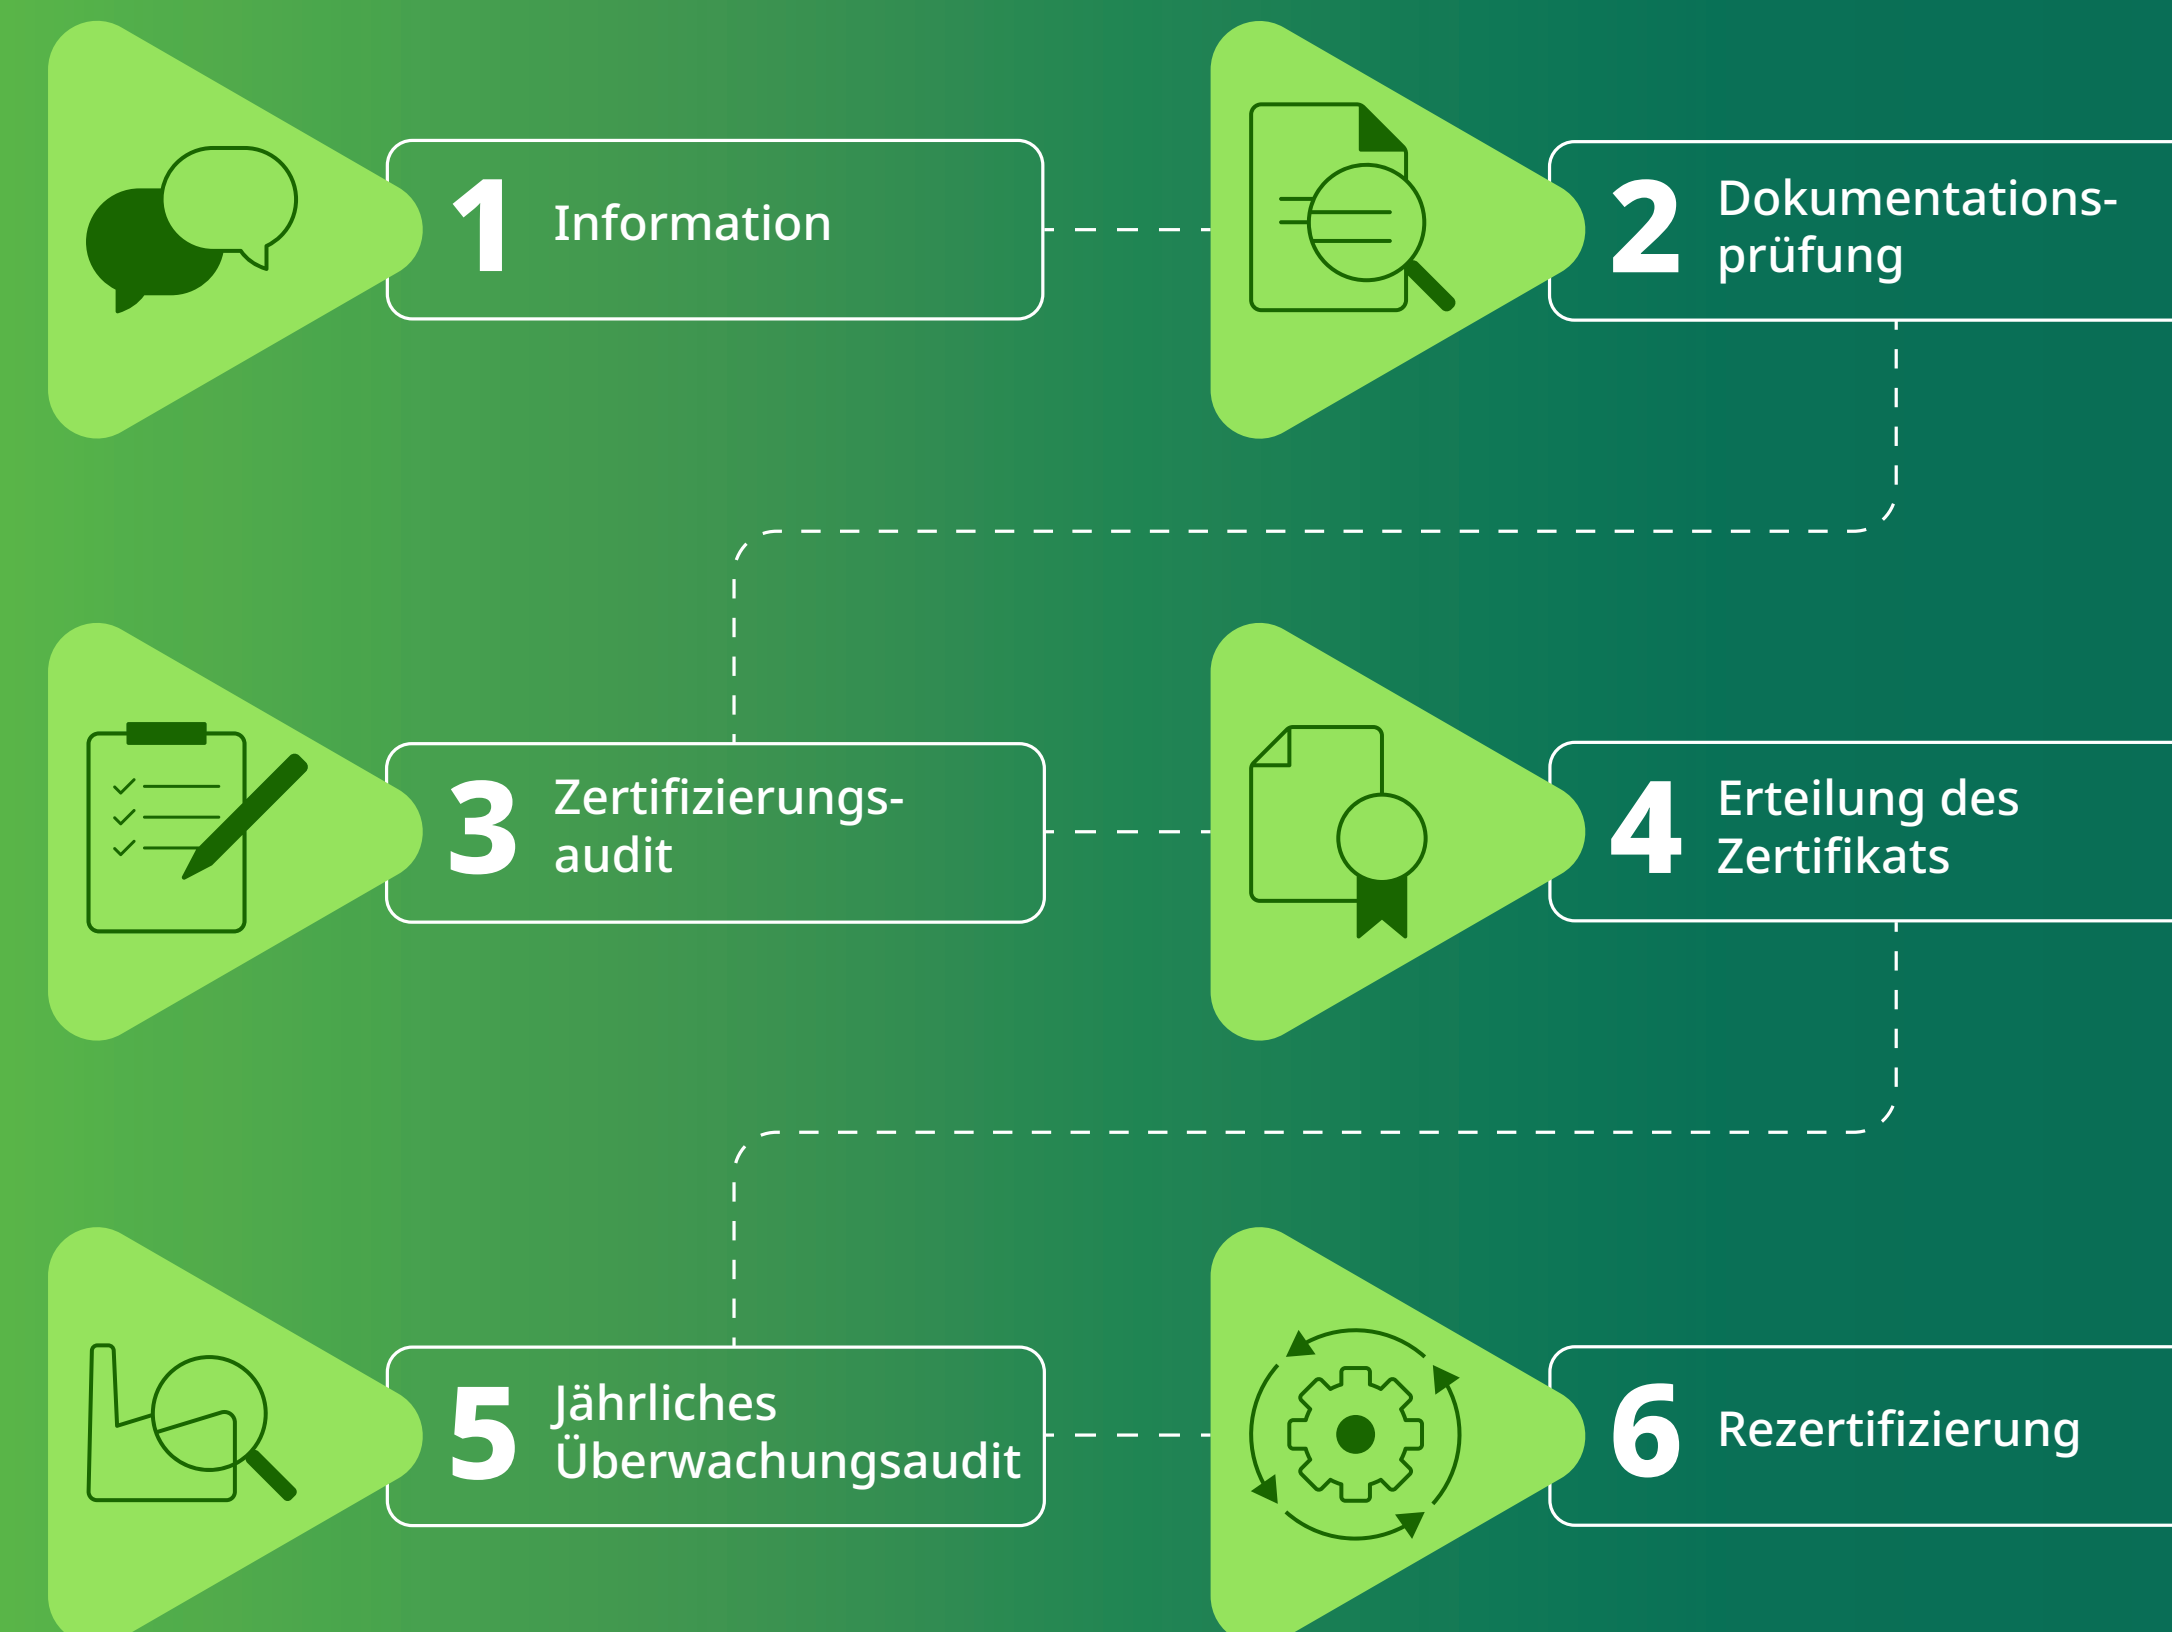 1 Information
2 Dokumentations-
prüfung
3 Zertifizierungs-
audit
4 Erteilung des
Zertifikats
5 Jährliches
Überwachungsaudit
6 Rezertifizierung